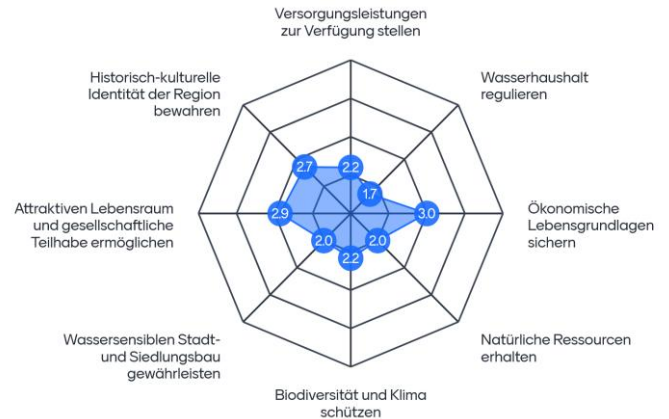 Versorgungsleistungen
zur Verfügung stellen
Historisch-kulturelle
Identität der Region
bewahren
Wasserhaushalt
regulieren
2.7
2.2
1.7
Attraktiven Lebensraum
und gesellschaftliche
Teilhabe ermöglichen
2.9
3.0
Ökonomische
Lebensgrundlagen
sichern
2.0
2.0
2.2
Wassersensiblen Stadt-
und Siedlungsbau
gewährleisten
Natürliche Ressourcen
erhalten
Biodiversität und Klima
schützen